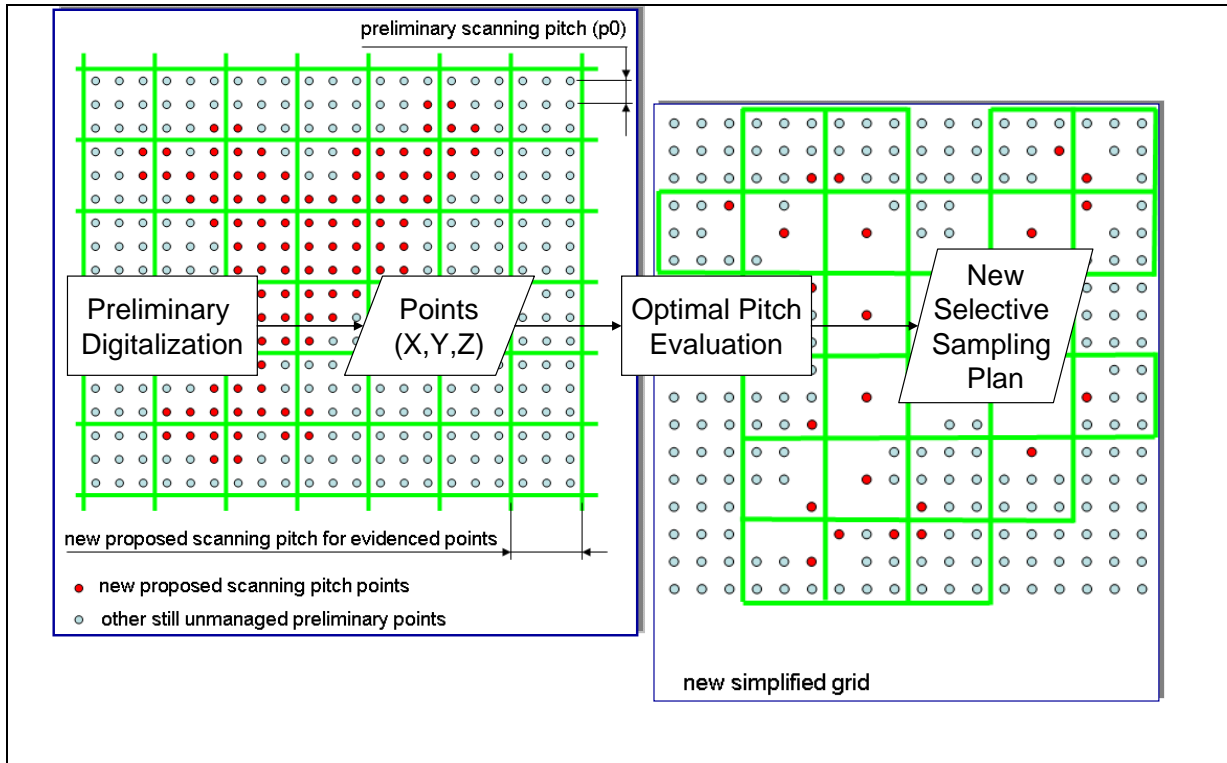 preliminary scanning pitch (p0)
Preliminary
Digitalization
Points
(X,Y,Z)
Optimal Pitch
Evaluation
New
Selective
Sampling
Plan
new proposed scanning pitch for evidenced points
new proposed scanning pitch points
other still unmanaged preliminary points
new simplified grid